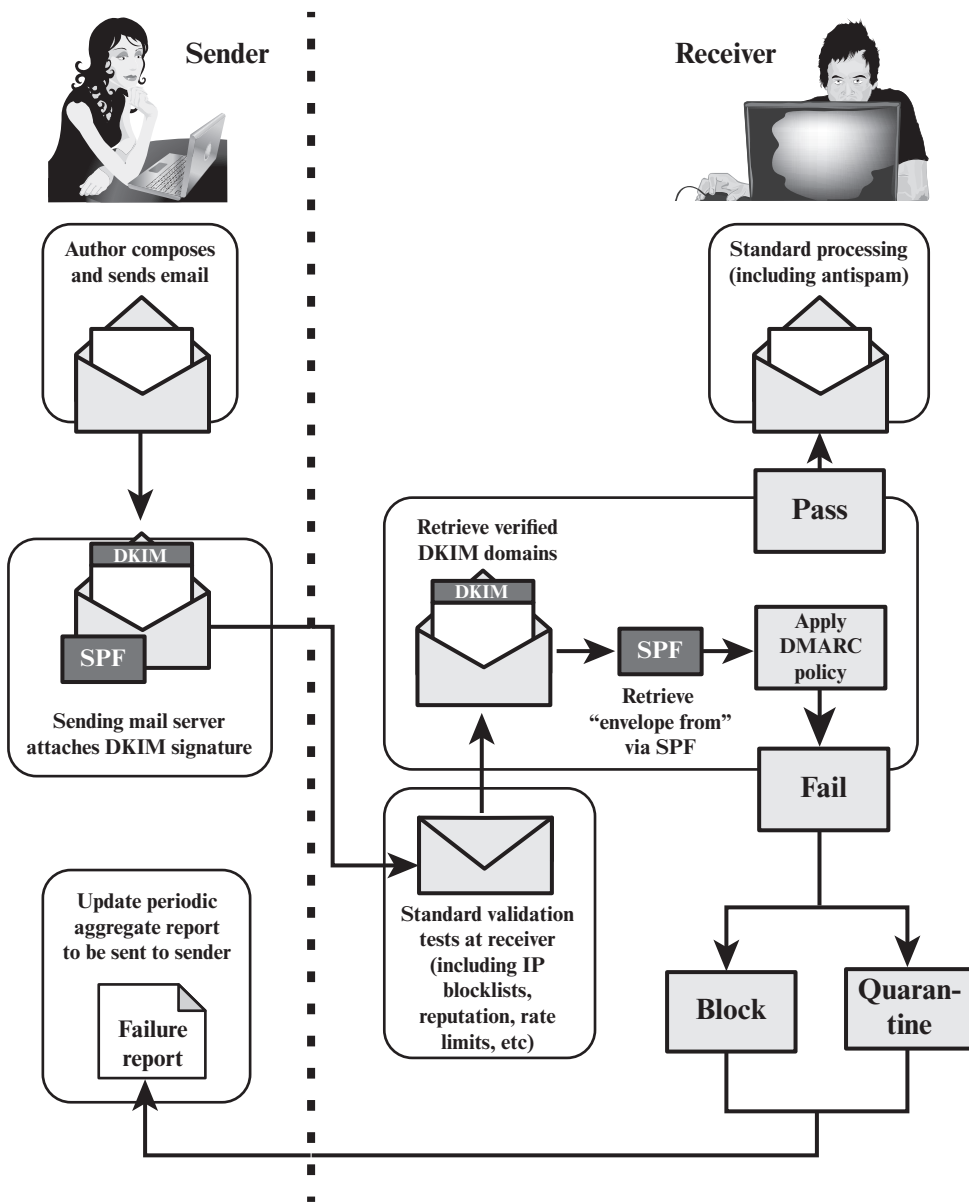 Sender
Receiver
Author composes
and sends email
Standard processing
(including antispam)
Pass
Retrieve verified
DKIM domains
DKIM
DKIM
SPF
SPF
Apply
DMARC
policy
Sending mail server
attaches DKIM signature
Retrieve
“envelope from”
via SPF
Fail
Update periodic
aggregate report
to be sent to sender
Failure
report
Standard validation
tests at receiver
(including IP
blocklists,
reputation, rate
limits, etc)
Block
Quaran-
tine